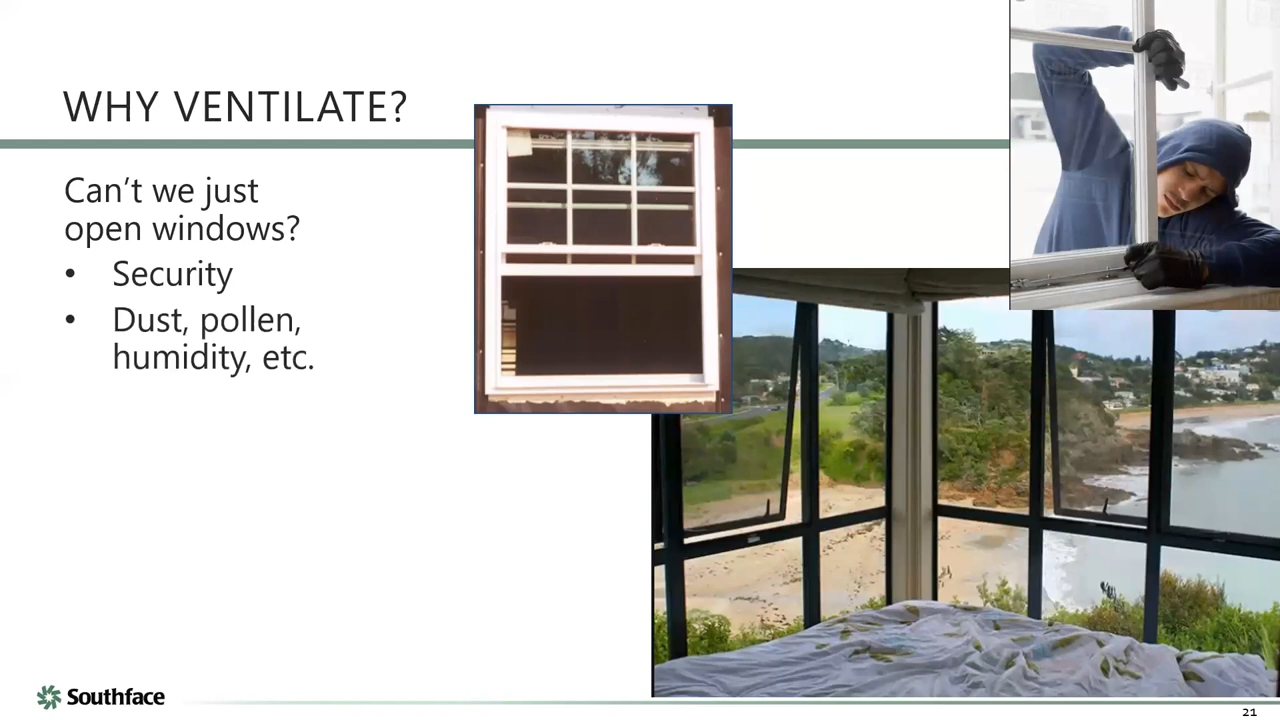 WHY VENTILATE?
Can’t we just
open windows?
• Security
• Dust, pollen,
humidity, etc.
Southface
21